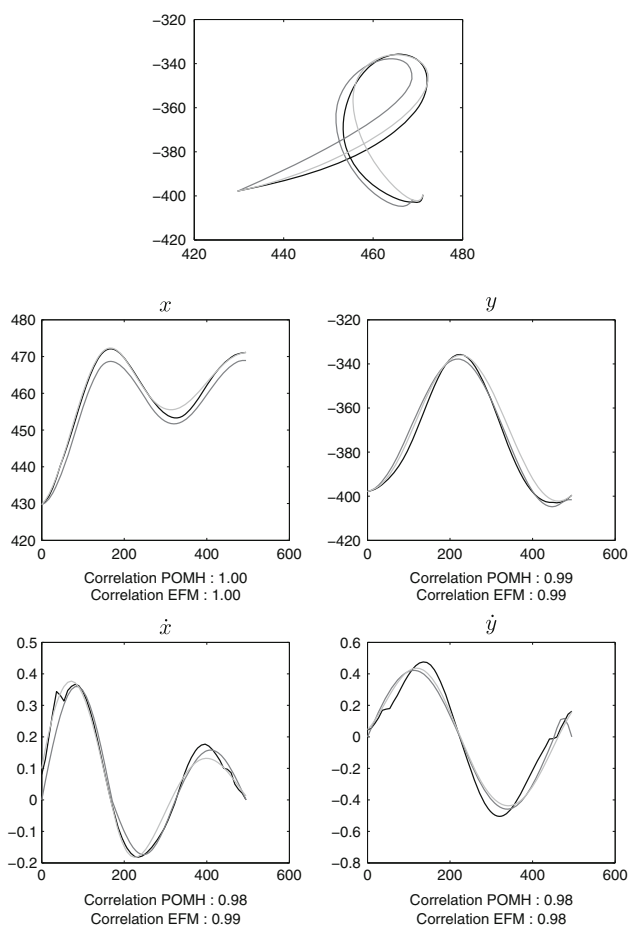 −320
−340
−360
−380
−400
−420
420 440 460 480
x
480
470
460
450
440
430
420
0 200 400 600
Correlation POMH : 1.00
Correlation EFM : 1.00
y
−320
−340
−360
−380
−400
−420
0 200 400 600
Correlation POMH : 0.99
Correlation EFM : 0.99
ẋ
0.5
0.4
0.3
0.2
0.1
0
−0.1
−0.2
0 200 400 600
Correlation POMH : 0.98
Correlation EFM : 0.99
ẏ
0.6
0.4
0.2
0
−0.2
−0.4
−0.6
−0.8
0 200 400 600
Correlation POMH : 0.98
Correlation EFM : 0.98